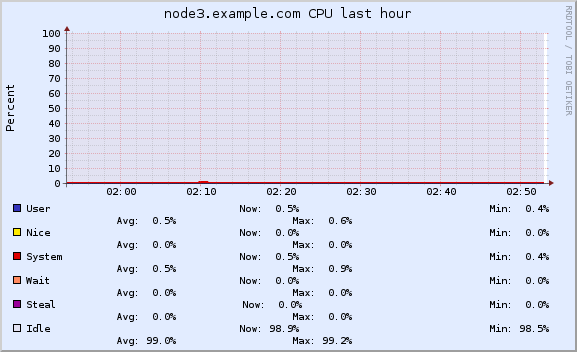 node3.example.com CPU last hour
RRDTOOL / TOBI OETIKER
Percent
100
90
80
70
60
50
40
30
20
10
0
02:00 02:10 02:20 02:30 02:40 02:50
User Now: 0.5% Min: 0.4%
Avg: 0.5% Max: 0.6%
Nice Now: 0.0% Min: 0.0%
Avg: 0.0% Max: 0.0%
System Now: 0.5% Min: 0.4%
Avg: 0.5% Max: 0.9%
Wait Now: 0.0% Min: 0.0%
Avg: 0.0% Max: 0.0%
Steal Now: 0.0% Min: 0.0%
Avg: 0.0% Max: 0.0%
Idle Now: 98.9% Min: 98.5%
Avg: 99.0% Max: 99.2%